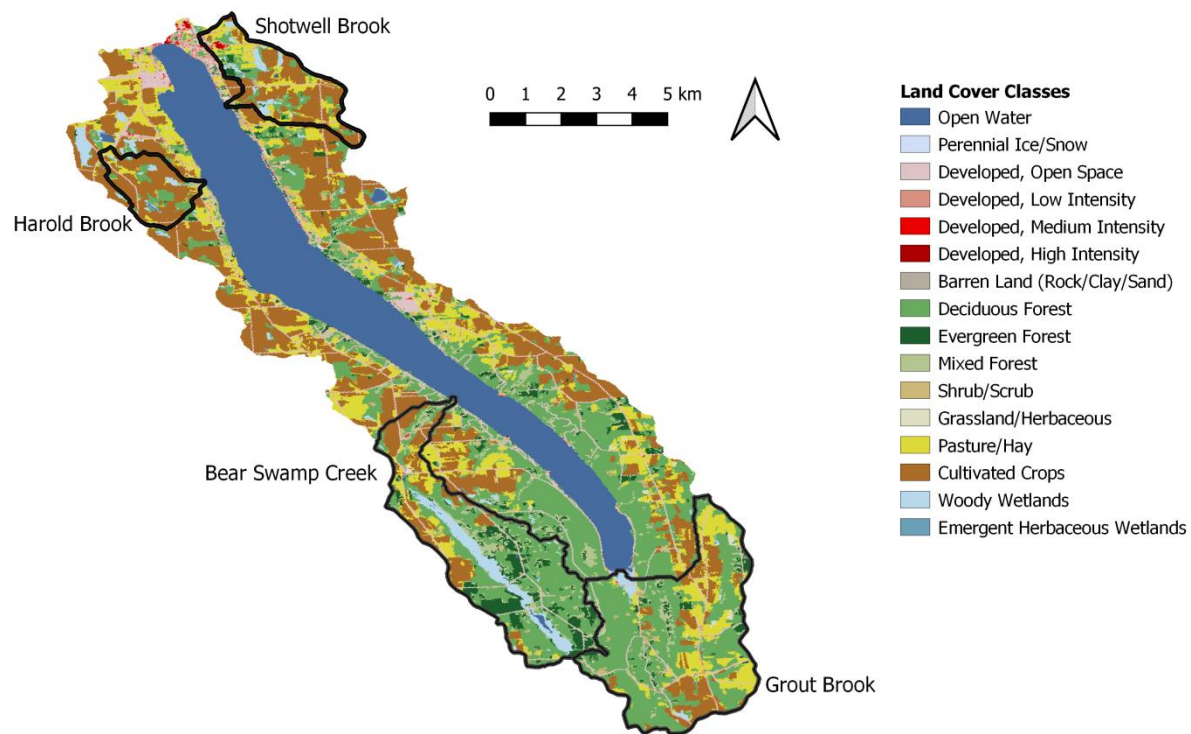 Shotwell Brook
0 1 2 3 4 5 km
Harold Brook
Bear Swamp Creek
Grout Brook
Land Cover Classes
Open Water
Perennial Ice/Snow
Developed, Open Space
Developed, Low Intensity
Developed, Medium Intensity
Developed, High Intensity
Barren Land (Rock/Clay/Sand)
Deciduous Forest
Evergreen Forest
Mixed Forest
Shrub/Scrub
Grassland/Herbaceous
Pasture/Hay
Cultivated Crops
Woody Wetlands
Emergent Herbaceous Wetlands